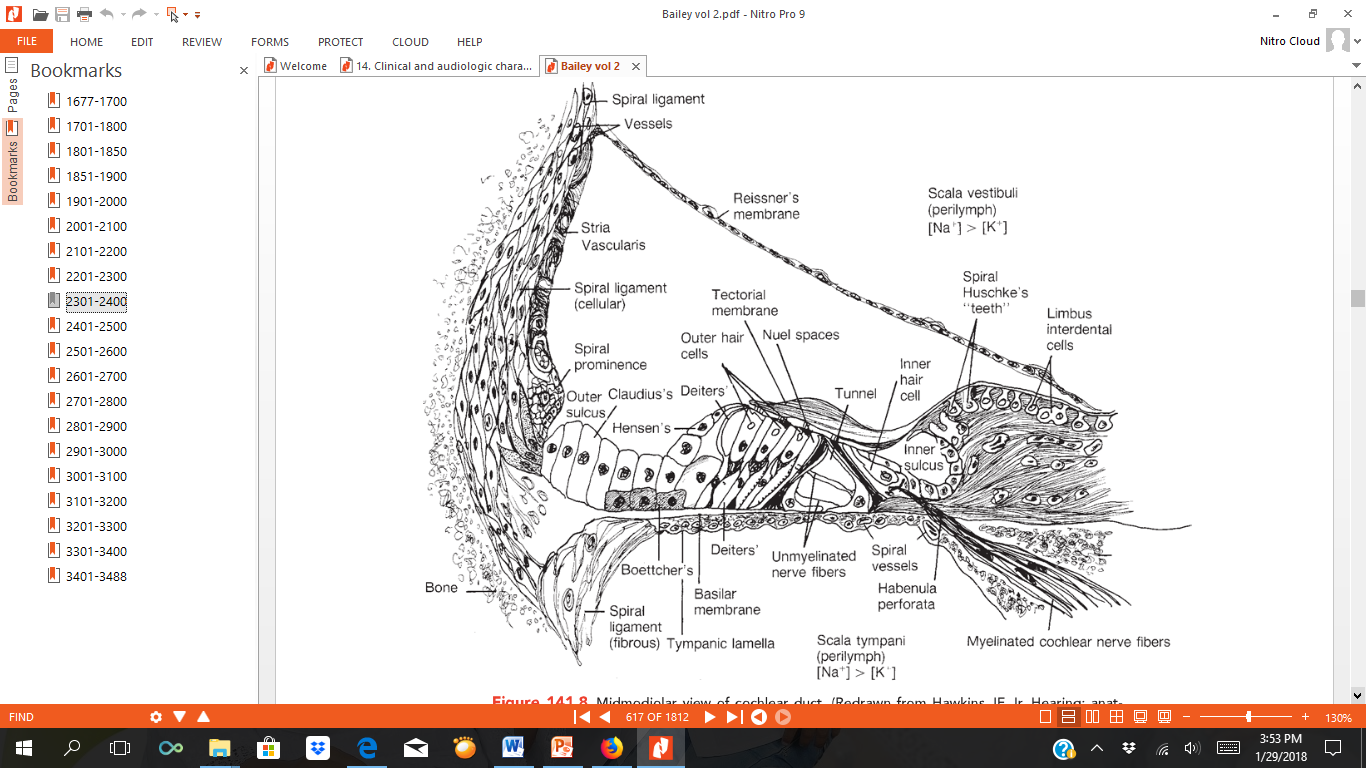 Bailey vol 2.pdf - Nitro Pro 9
FILE
HOME
EDIT
REVIEW
FORMS
PROTECT
CLOUD
HELP
Nitro Cloud
Pages
Bookmarks
Bookmarks
Welcome
14. Clinical and audiologic chara...
Bailey vol 2
1677-1700
1701-1800
1801-1850
1851-1900
1901-2000
2001-2100
2101-2200
2201-2300
2301-2400
2401-2500
2501-2600
2601-2700
2701-2800
2801-2900
2901-3000
3001-3100
3101-3200
3201-3300
3301-3400
3401-3488
Spiral ligament
Vessels
Reissner's
membrane
Scala vestibuli
(perilymph)
[Na⁺] > [K⁺]
Stria
Vascularis
Spiral ligament
(cellular)
Tectorial
membrane
Spiral
Huschke's
"teeth"
Limbus
interdental
cells
Outer hair
cells
Nuel spaces
Spiral
prominence
Inner
hair
cell
Outer
sulcus
Claudius's
Deiters'
Tunnel
Hensen's
Inner
sulcus
Deiters'
Unmyelinated
nerve fibers
Spiral
vessels
Boettcher's
Habenula
perforata
Bone
Basilar
membrane
Spiral
ligament
(fibrous)
Tympanic lamella
Scala tympani
(perilymph)
[Na⁺] > [K⁺]
Myelinated cochlear nerve fibers
Figure 141.8 Midmodiolar view of cochlear duct. (Redrawn from Hawkins JE Jr. Hearing: anat-
FIND
617 OF 1812
130%
3:53 PM
1/29/2018